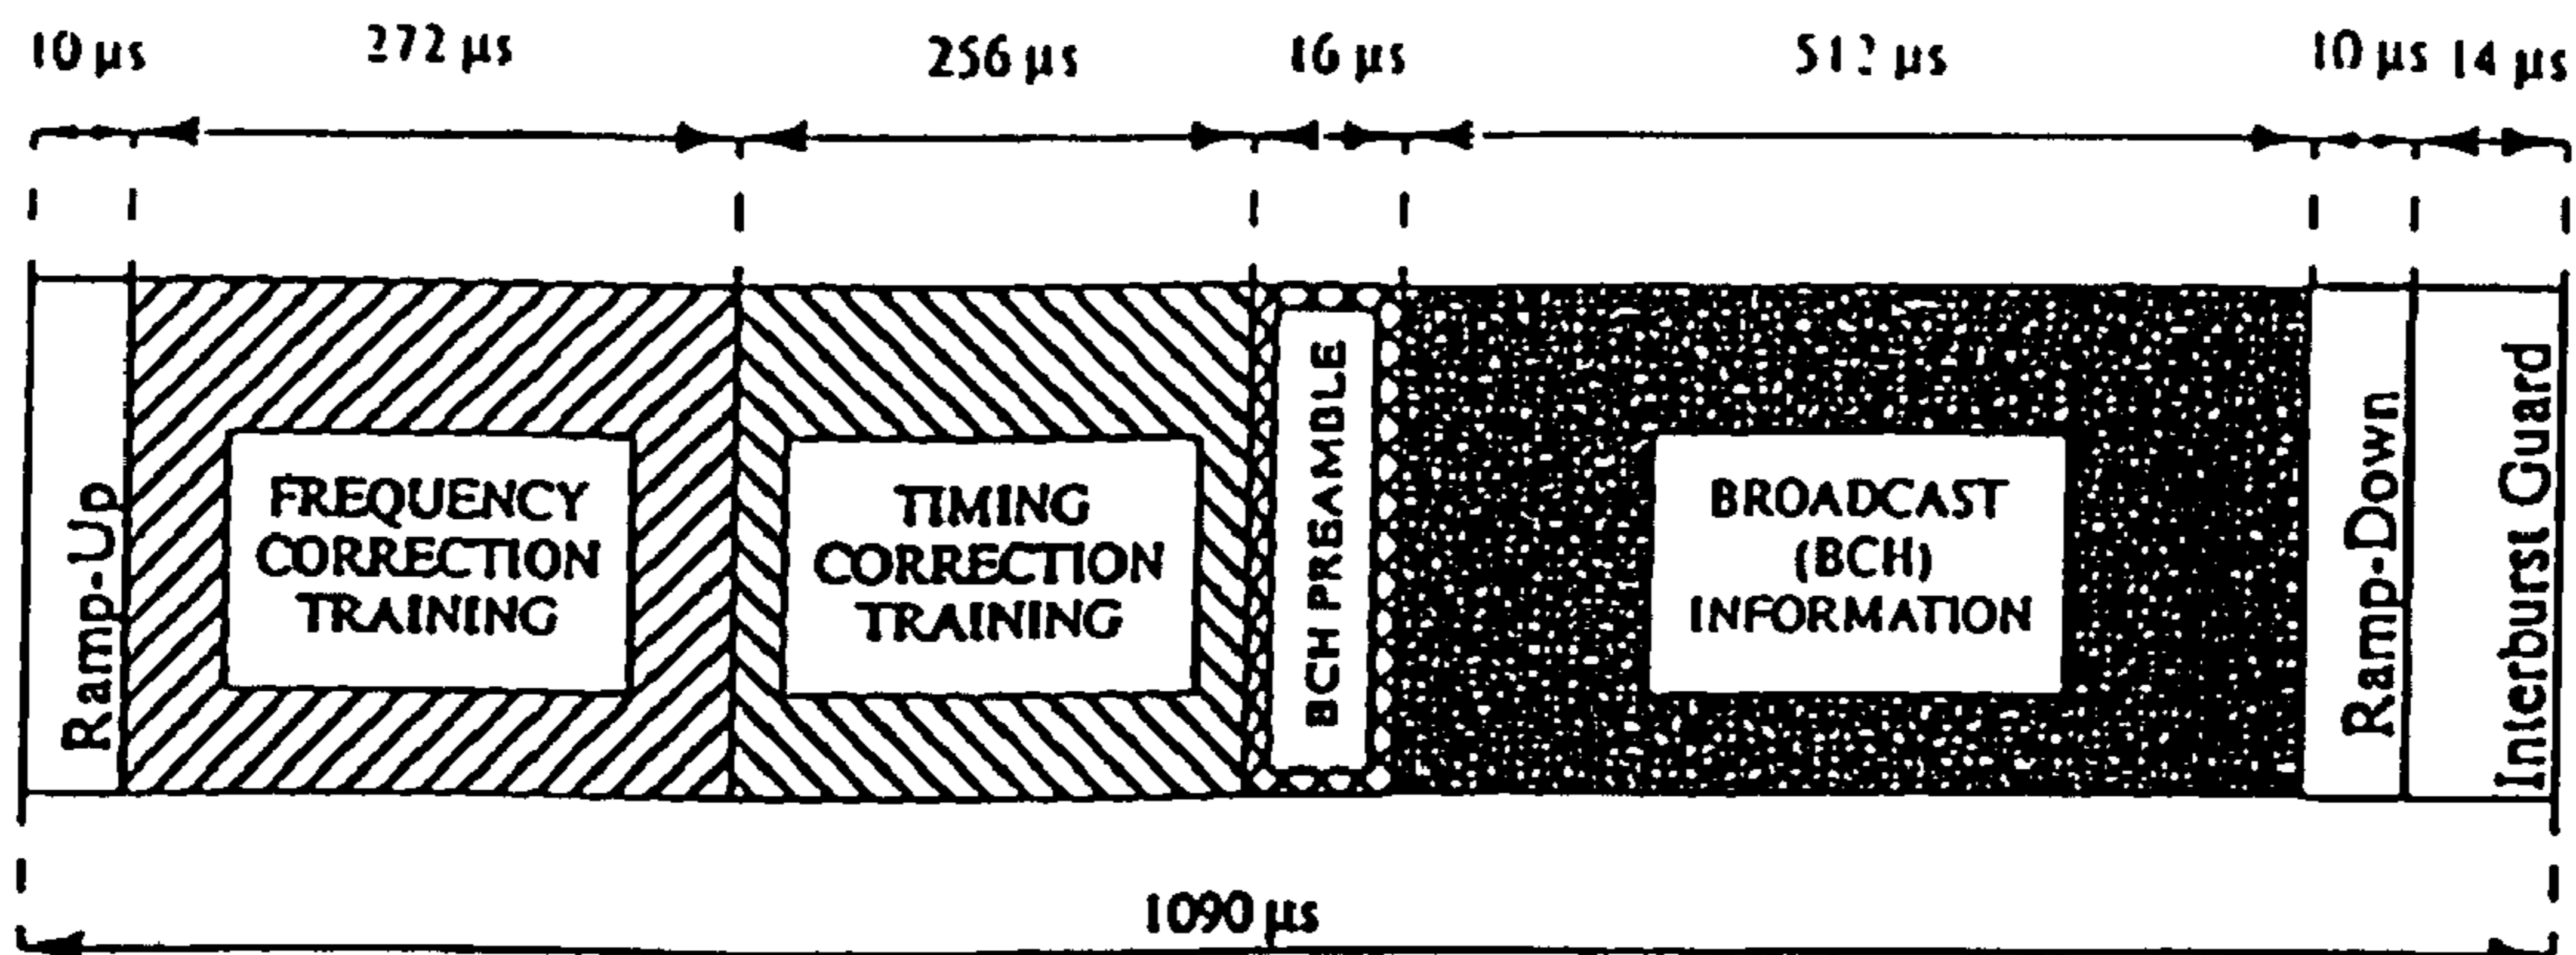 10 µs 272 µs 256 µs 16 µs 512 µs 10 µs 14 µs
Ramp-Up
FREQUENCY
CORRECTION
TRAINING
TIMING
CORRECTION
TRAINING
BCH PREAMBLE
BROADCAST
(BCH)
INFORMATION
Ramp-Down
Interburst Guard
1090 µs